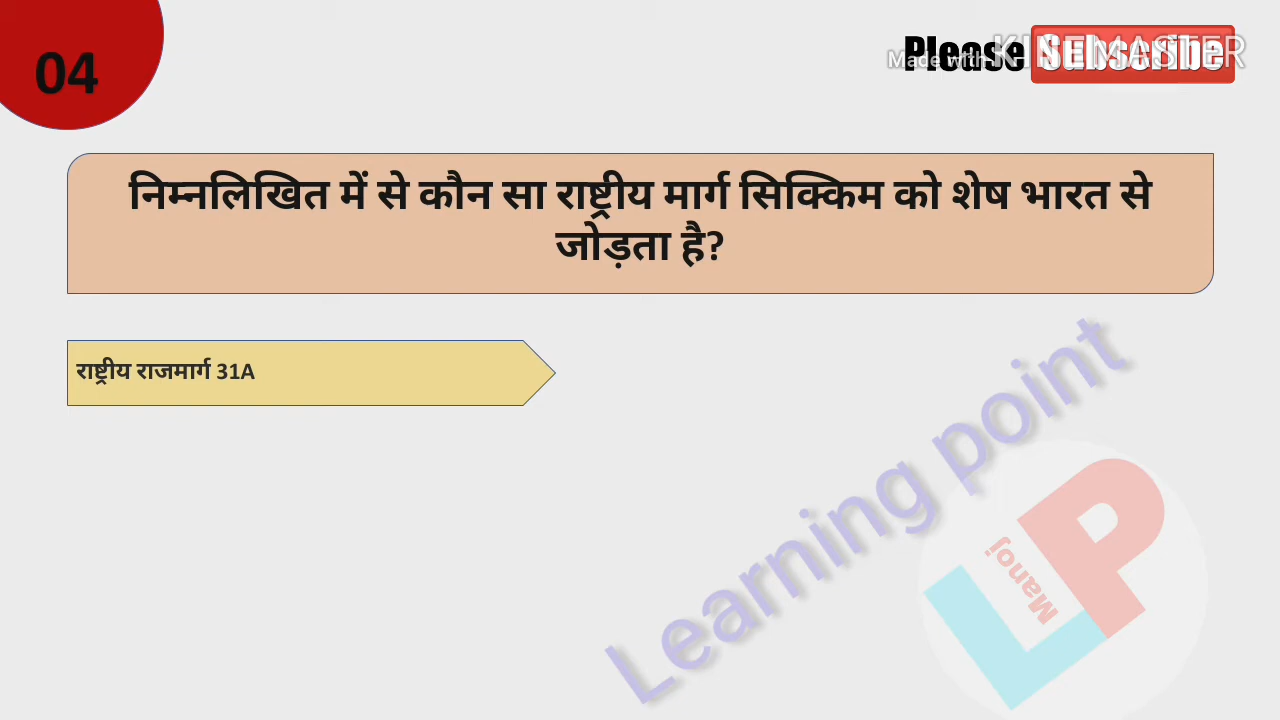 04
Please Subscribe
Made with KINEMASTER
निम्नलिखित में से कौन सा राष्ट्रीय मार्ग सिक्किम को शेष भारत से
जोड़ता है?
राष्ट्रीय राजमार्ग 31A
Learning point
LP
Manoj